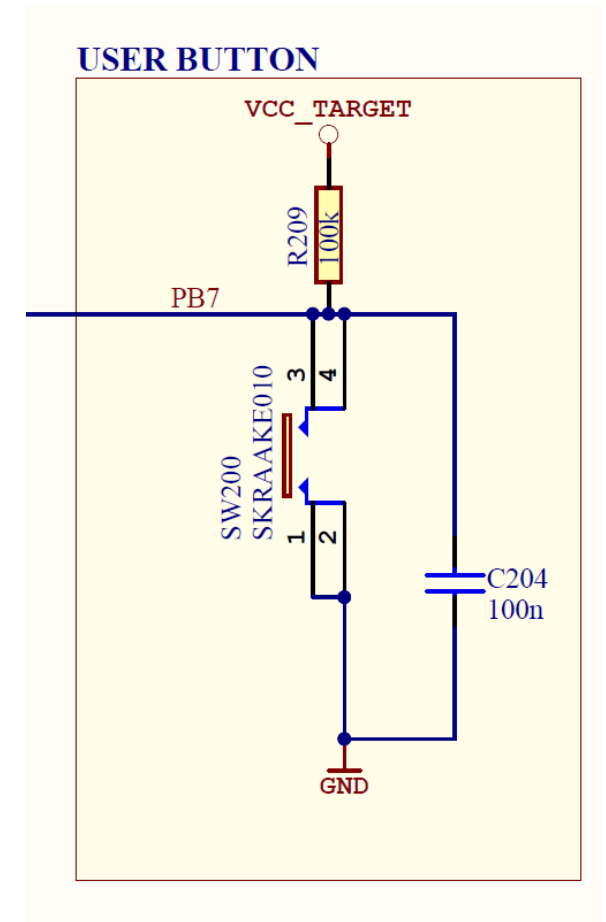 USER BUTTON
VCC_TARGET
R209
100k
PB7
3
4
SW200
SKRAAKE010
1
2
C204
100n
GND